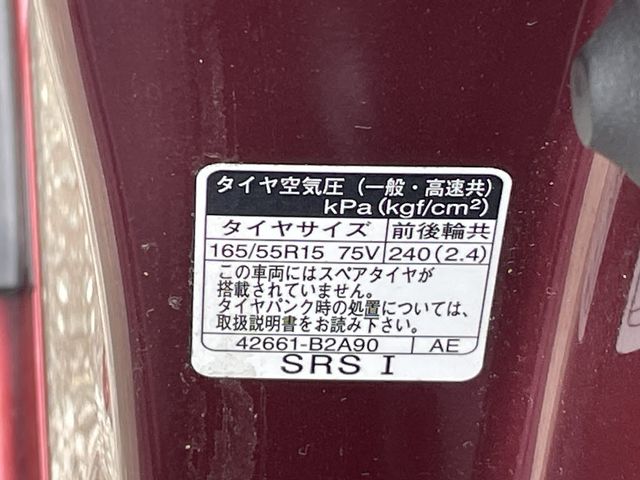 タイヤ空気圧(一般・高速共)
kPa(kgf/cm²)
タイヤサイズ 前後輪共
165/55R15 75V 240(2.4)
この車両にはスペアタイヤが
搭載されていません。
タイヤパンク時の処置については、
取扱説明書をお読み下さい。
42661-B2A90 AE
SRS I